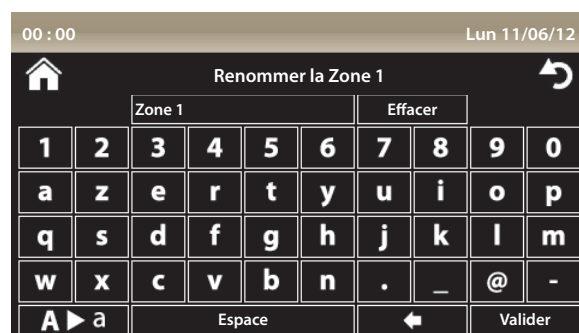 00 : 00 Lun 11/06/12
Renommer la Zone 1
Zone 1 Effacer
1 2 3 4 5 6 7 8 9 0
a z e r t y u i o p
q s d f g h j k l m
w x c v b n . _ @ -
A ▶ a Espace ← Valider